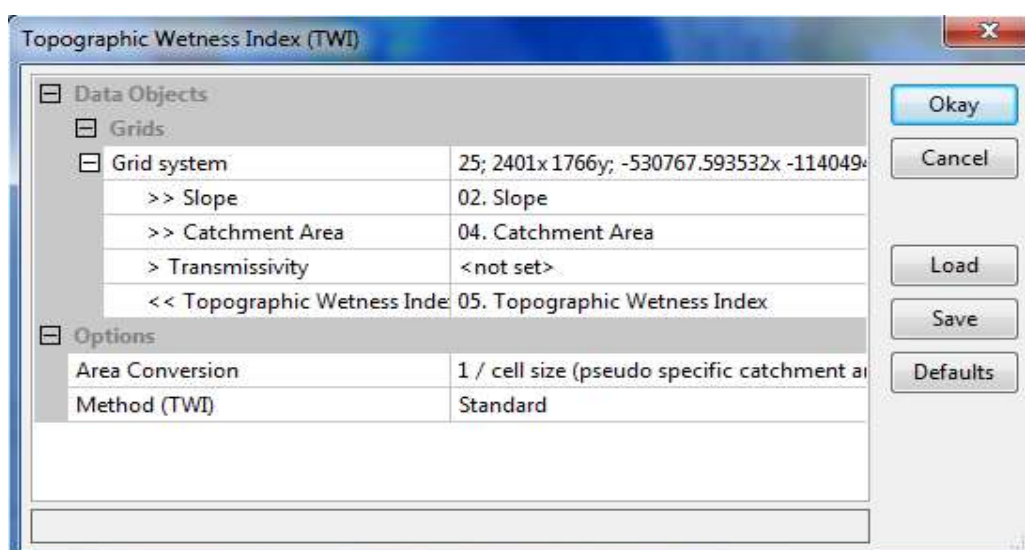 Topographic Wetness Index (TWI)
Data Objects
Grids
Grid system 25; 2401x 1766y; -530767.593532x -1140494
>> Slope 02. Slope
>> Catchment Area 04. Catchment Area
> Transmissivity <not set>
<< Topographic Wetness Inde 05. Topographic Wetness Index
Options
Area Conversion 1 / cell size (pseudo specific catchment a
Method (TWI) Standard
Okay
Cancel
Load
Save
Defaults